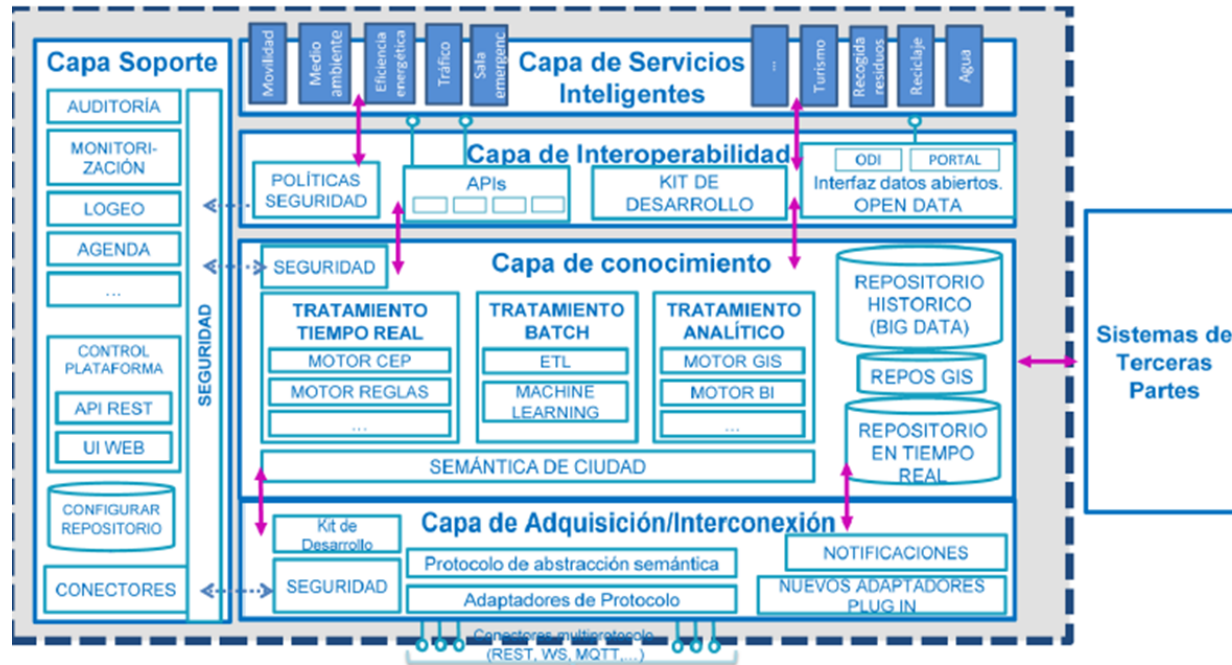 Capa Soporte
AUDITORÍA
MONITORI-
ZACIÓN
LOGEO
AGENDA
...
CONTROL
PLATAFORMA
API REST
UI WEB
CONFIGURAR
REPOSITORIO
CONECTORES
SEGURIDAD
Movilidad
Medio
ambiente
Eficiencia
energética
Tráfico
Sala
emergenc
Capa de Servicios
Inteligentes
...
Turismo
Recogida
residuos
Reciclaje
Agua
Capa de Interoperabilidad
POLÍTICAS
SEGURIDAD
APIs
KIT DE
DESARROLLO
ODI
PORTAL
Interfaz datos abiertos.
OPEN DATA
Capa de conocimiento
SEGURIDAD
TRATAMIENTO
TIEMPO REAL
MOTOR CEP
MOTOR REGLAS
...
TRATAMIENTO
BATCH
ETL
MACHINE
LEARNING
TRATAMIENTO
ANALÍTICO
MOTOR GIS
MOTOR BI
...
REPOSITORIO
HISTORICO
(BIG DATA)
REPOS GIS
REPOSITORIO
EN TIEMPO
REAL
SEMÁNTICA DE CIUDAD
Capa de Adquisición/Interconexión
Kit de
Desarrollo
SEGURIDAD
Protocolo de abstracción semántica
Adaptadores de Protocolo
NOTIFICACIONES
NUEVOS ADAPTADORES
PLUG IN
Conectores multiprotocolo
(REST, WS, MQTT,...)
Sistemas de
Terceras
Partes